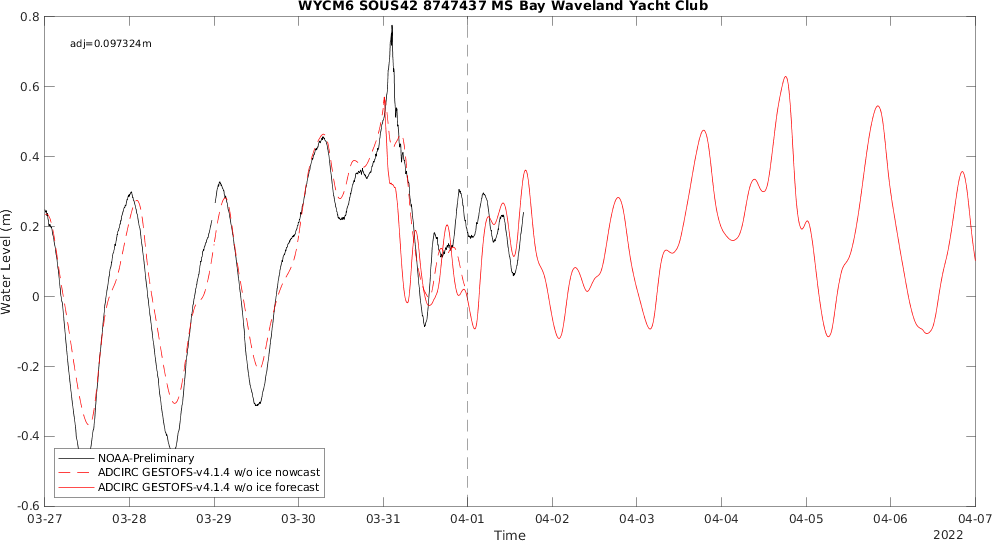 WYCM6 SOUS42 8747437 MS Bay Waveland Yacht Club
adj=0.097324m
Water Level (m)
0.8
0.6
0.4
0.2
0
-0.2
-0.4
-0.6
NOAA-Preliminary
ADCIRC GESTOFS-v4.1.4 w/o ice nowcast
ADCIRC GESTOFS-v4.1.4 w/o ice forecast
03-27 03-28 03-29 03-30 03-31 04-01 04-02 04-03 04-04 04-05 04-06 04-07
Time
2022